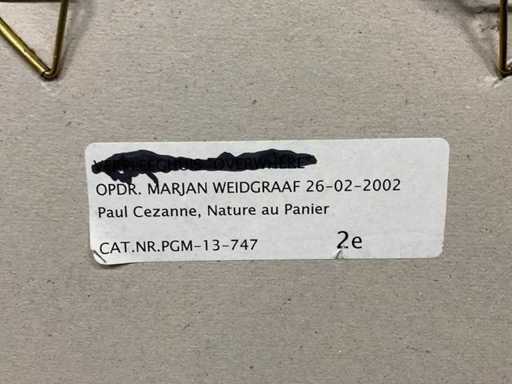 OPDR. MARJAN WEIDGRAAF 26-02-2002
Paul Cezanne, Nature au Panier
CAT.NR.PGM-13-747 2e